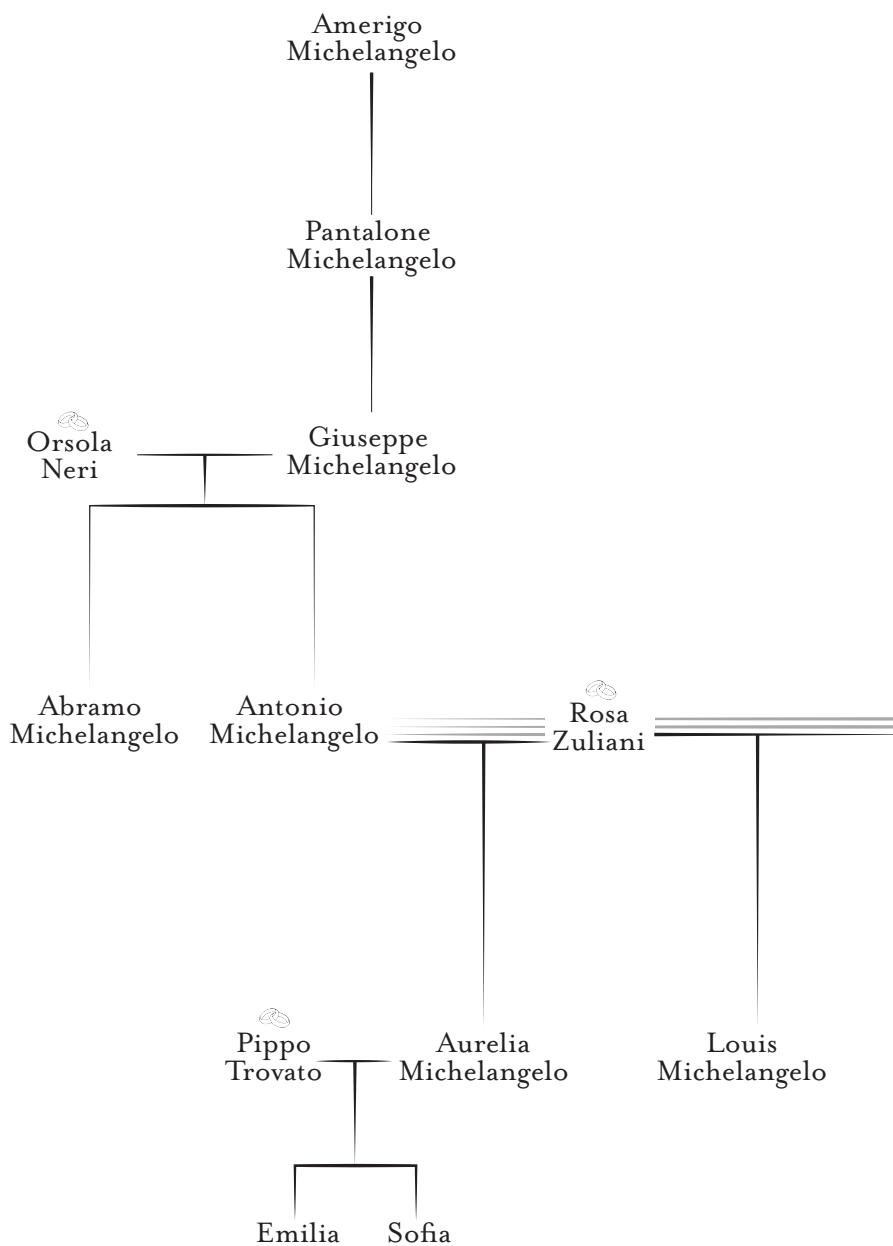 Amerigo
Michelangelo
Pantalone
Michelangelo
Orsola
Neri
Giuseppe
Michelangelo
Abramo
Michelangelo
Antonio
Michelangelo
Rosa
Zuliani
Pippo
Trovato
Aurelia
Michelangelo
Louis
Michelangelo
Emilia
Sofia